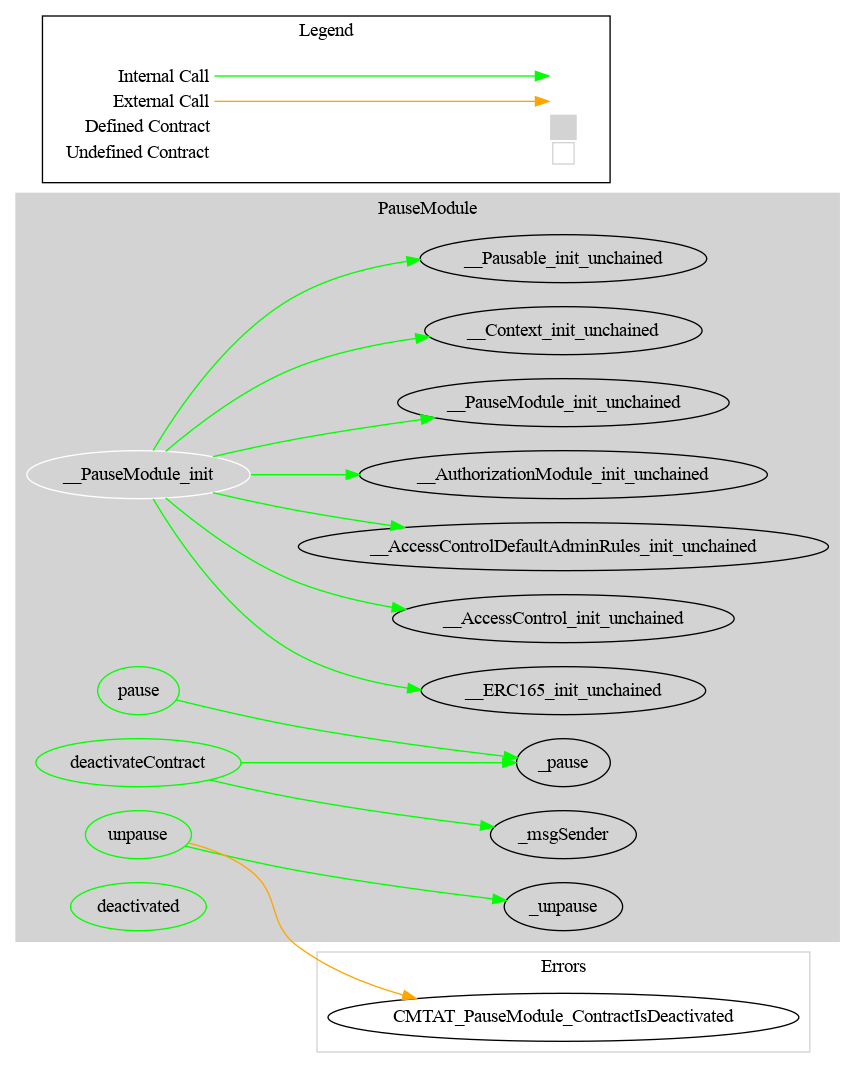 Legend
Internal Call
External Call
Defined Contract
Undefined Contract
PauseModule
__Pausable_init_unchained
__Context_init_unchained
__PauseModule_init_unchained
__PauseModule_init
__AuthorizationModule_init_unchained
__AccessControlDefaultAdminRules_init_unchained
__AccessControl_init_unchained
pause
__ERC165_init_unchained
deactivateContract
_pause
unpause
_msgSender
deactivated
_unpause
Errors
CMTAT_PauseModule_ContractIsDeactivated